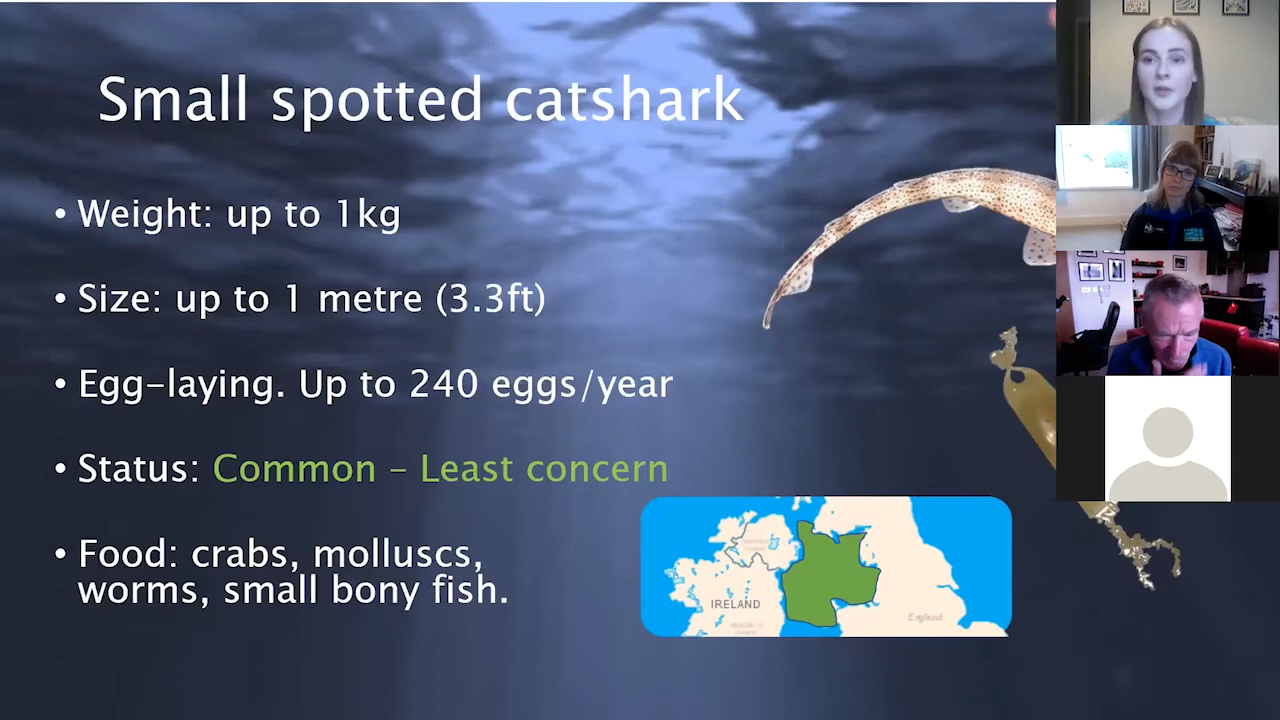 Small spotted catshark
• Weight: up to 1kg
• Size: up to 1 metre (3.3ft)
• Egg-laying. Up to 240 eggs/year
• Status: Common – Least concern
• Food: crabs, molluscs,
worms, small bony fish.
IRELAND
England